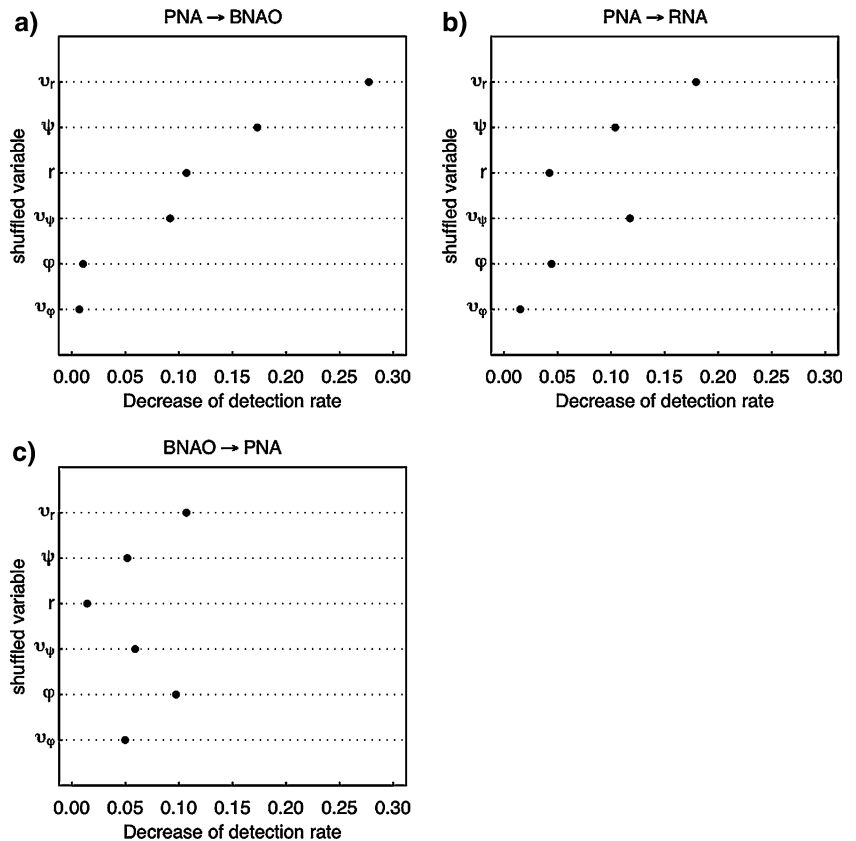 a)
PNA → BNAO
shuffled variable
υr
ψ
r
υψ
φ
υφ
0.00 0.05 0.10 0.15 0.20 0.25 0.30
Decrease of detection rate
b)
PNA → RNA
shuffled variable
υr
ψ
r
υψ
φ
υφ
0.00 0.05 0.10 0.15 0.20 0.25 0.30
Decrease of detection rate
c)
BNAO → PNA
shuffled variable
υr
ψ
r
υψ
φ
υφ
0.00 0.05 0.10 0.15 0.20 0.25 0.30
Decrease of detection rate